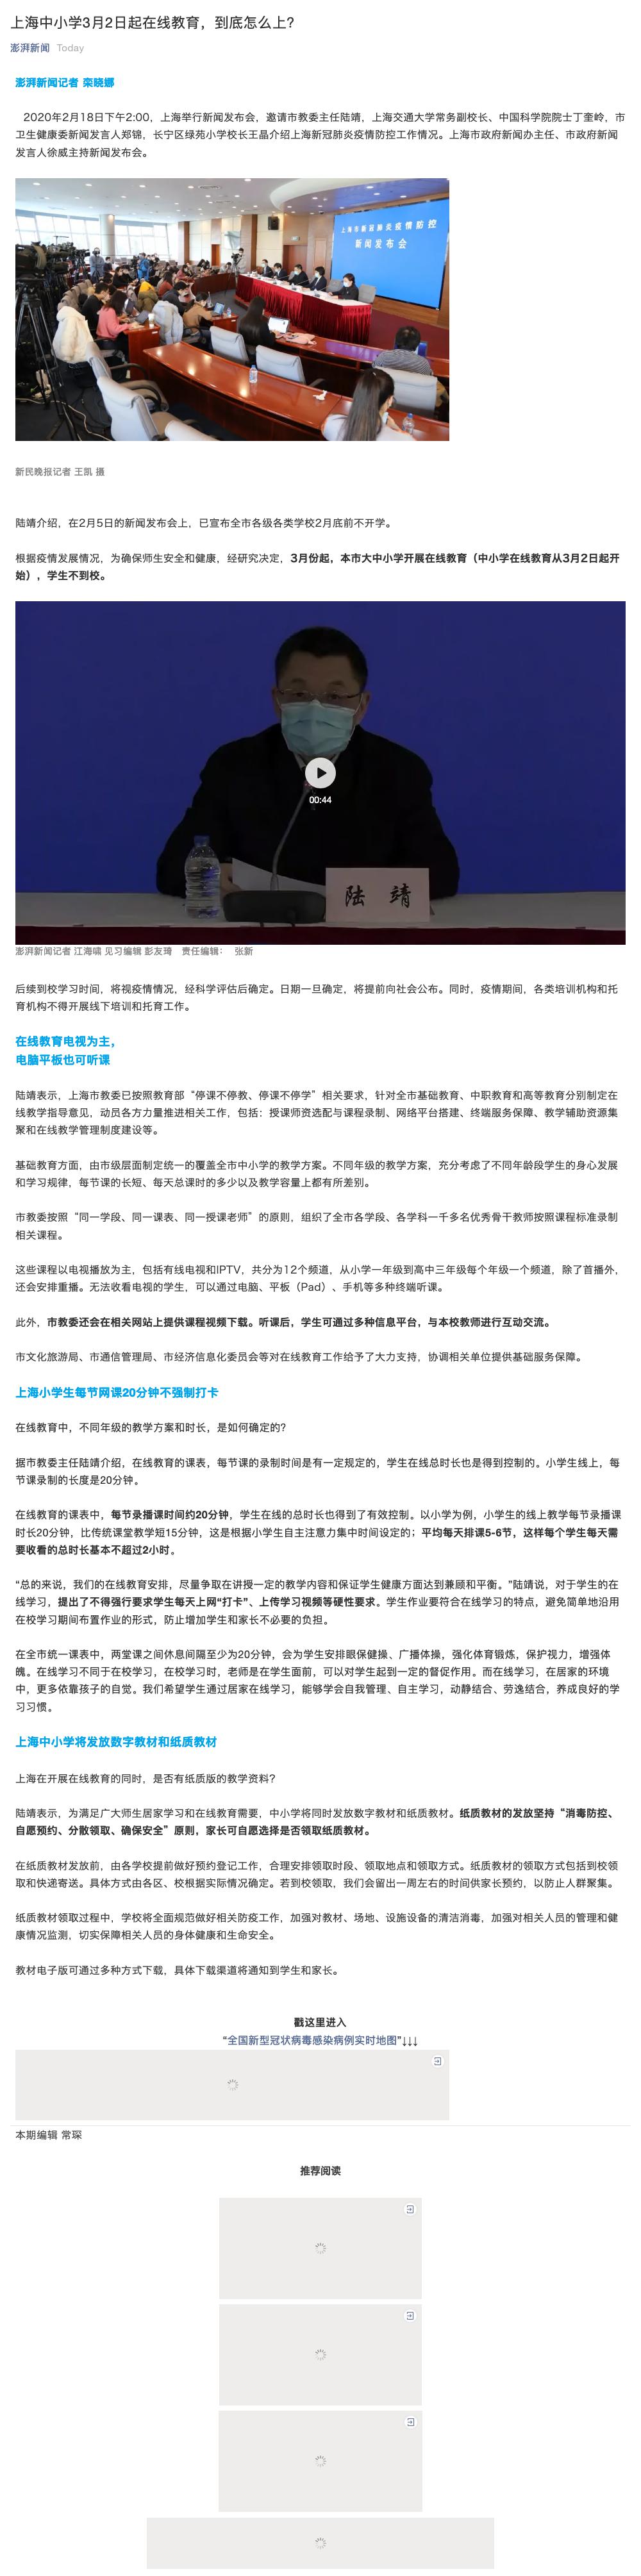 上海中小学3月2日起在线教育，到底怎么上?
澎湃新闻 Today
澎湃新闻记者 栾晓娜
2020年2月18日下午2:00，上海举行新闻发布会，邀请市教委主任陆靖，上海交通大学常务副校长、中国科学院院士丁奎岭，市
卫生健康委新闻发言人郑锦，长宁区绿苑小学校长王晶介绍上海新冠肺炎疫情防控工作情况。上海市政府新闻办主任、市政府新闻
发言人徐威主持新闻发布会。
上海市新冠肺炎疫情防控
新闻发布会
新民晚报记者 王凯 摄
陆靖介绍，在2月5日的新闻发布会上，已宣布全市各级各类学校2月底前不开学。
根据疫情发展情况，为确保师生安全和健康，经研究决定，3月份起，本市大中小学开展在线教育（中小学在线教育从3月2日起开
始），学生不到校。
00:44
陆 靖
澎湃新闻记者 江海啸 见习编辑 彭友琦 责任编辑： 张新
后续到校学习时间，将视疫情情况，经科学评估后确定。日期一旦确定，将提前向社会公布。同时，疫情期间，各类培训机构和托
育机构不得开展线下培训和托育工作。
在线教育电视为主，
电脑平板也可听课
陆靖表示，上海市教委已按照教育部“停课不停教、停课不停学”相关要求，针对全市基础教育、中职教育和高等教育分别制定在
线教学指导意见，动员各方力量推进相关工作，包括：授课师资选配与课程录制、网络平台搭建、终端服务保障、教学辅助资源集
聚和在线教学管理制度建设等。
基础教育方面，由市级层面制定统一的覆盖全市中小学的教学方案。不同年级的教学方案，充分考虑了不同年龄段学生的身心发展
和学习规律，每节课的长短、每天总课时的多少以及教学容量上都有所差别。
市教委按照“同一学段、同一课表、同一授课老师”的原则，组织了全市各学段、各学科一千多名优秀骨干教师按照课程标准录制
相关课程。
这些课程以电视播放为主，包括有线电视和IPTV，共分为12个频道，从小学一年级到高中三年级每个年级一个频道，除了首播外，
还会安排重播。无法收看电视的学生，可以通过电脑、平板（Pad）、手机等多种终端听课。
此外，市教委还会在相关网站上提供课程视频下载。听课后，学生可通过多种信息平台，与本校教师进行互动交流。
市文化旅游局、市通信管理局、市经济信息化委员会等对在线教育工作给予了大力支持，协调相关单位提供基础服务保障。
上海小学生每节网课20分钟不强制打卡
在线教育中，不同年级的教学方案和时长，是如何确定的?
据市教委主任陆靖介绍，在线教育的课表，每节课的录制时间是有一定规定的，学生在线总时长也是得到控制的。小学生线上，每
节课录制的长度是20分钟。
在线教育的课表中，每节录播课时间约20分钟，学生在线的总时长也得到了有效控制。以小学为例，小学生的线上教学每节录播课
时长20分钟，比传统课堂教学短15分钟，这是根据小学生自主注意力集中时间设定的；平均每天排课5-6节，这样每个学生每天需
要收看的总时长基本不超过2小时。
“总的来说，我们的在线教育安排，尽量争取在讲授一定的教学内容和保证学生健康方面达到兼顾和平衡。”陆靖说，对于学生的在
线学习，提出了不得强行要求学生每天上网“打卡”、上传学习视频等硬性要求。学生作业要符合在线学习的特点，避免简单地沿用
在校学习期间布置作业的形式，防止增加学生和家长不必要的负担。
在全市统一课表中，两堂课之间休息间隔至少为20分钟，会为学生安排眼保健操、广播体操，强化体育锻炼，保护视力，增强体
魄。在线学习不同于在校学习，在校学习时，老师是在学生面前，可以对学生起到一定的督促作用。而在线学习，在居家的环境
中，更多依靠孩子的自觉。我们希望学生通过居家在线学习，能够学会自我管理、自主学习，动静结合、劳逸结合，养成良好的学
习习惯。
上海中小学将发放数字教材和纸质教材
上海在开展在线教育的同时，是否有纸质版的教学资料?
陆靖表示，为满足广大师生居家学习和在线教育需要，中小学将同时发放数字教材和纸质教材。纸质教材的发放坚持“消毒防控、
自愿预约、分散领取、确保安全”原则，家长可自愿选择是否领取纸质教材。
在纸质教材发放前，由各学校提前做好预约登记工作，合理安排领取时段、领取地点和领取方式。纸质教材的领取方式包括到校领
取和快递寄送。具体方式由各区、校根据实际情况确定。若到校领取，我们会留出一周左右的时间供家长预约，以防止人群聚集。
纸质教材领取过程中，学校将全面规范做好相关防疫工作，加强对教材、场地、设施设备的清洁消毒，加强对相关人员的管理和健
康情况监测，切实保障相关人员的身体健康和生命安全。
教材电子版可通过多种方式下载，具体下载渠道将通知到学生和家长。
戳这里进入
“全国新型冠状病毒感染病例实时地图”↓↓↓
本期编辑 常琛
推荐阅读